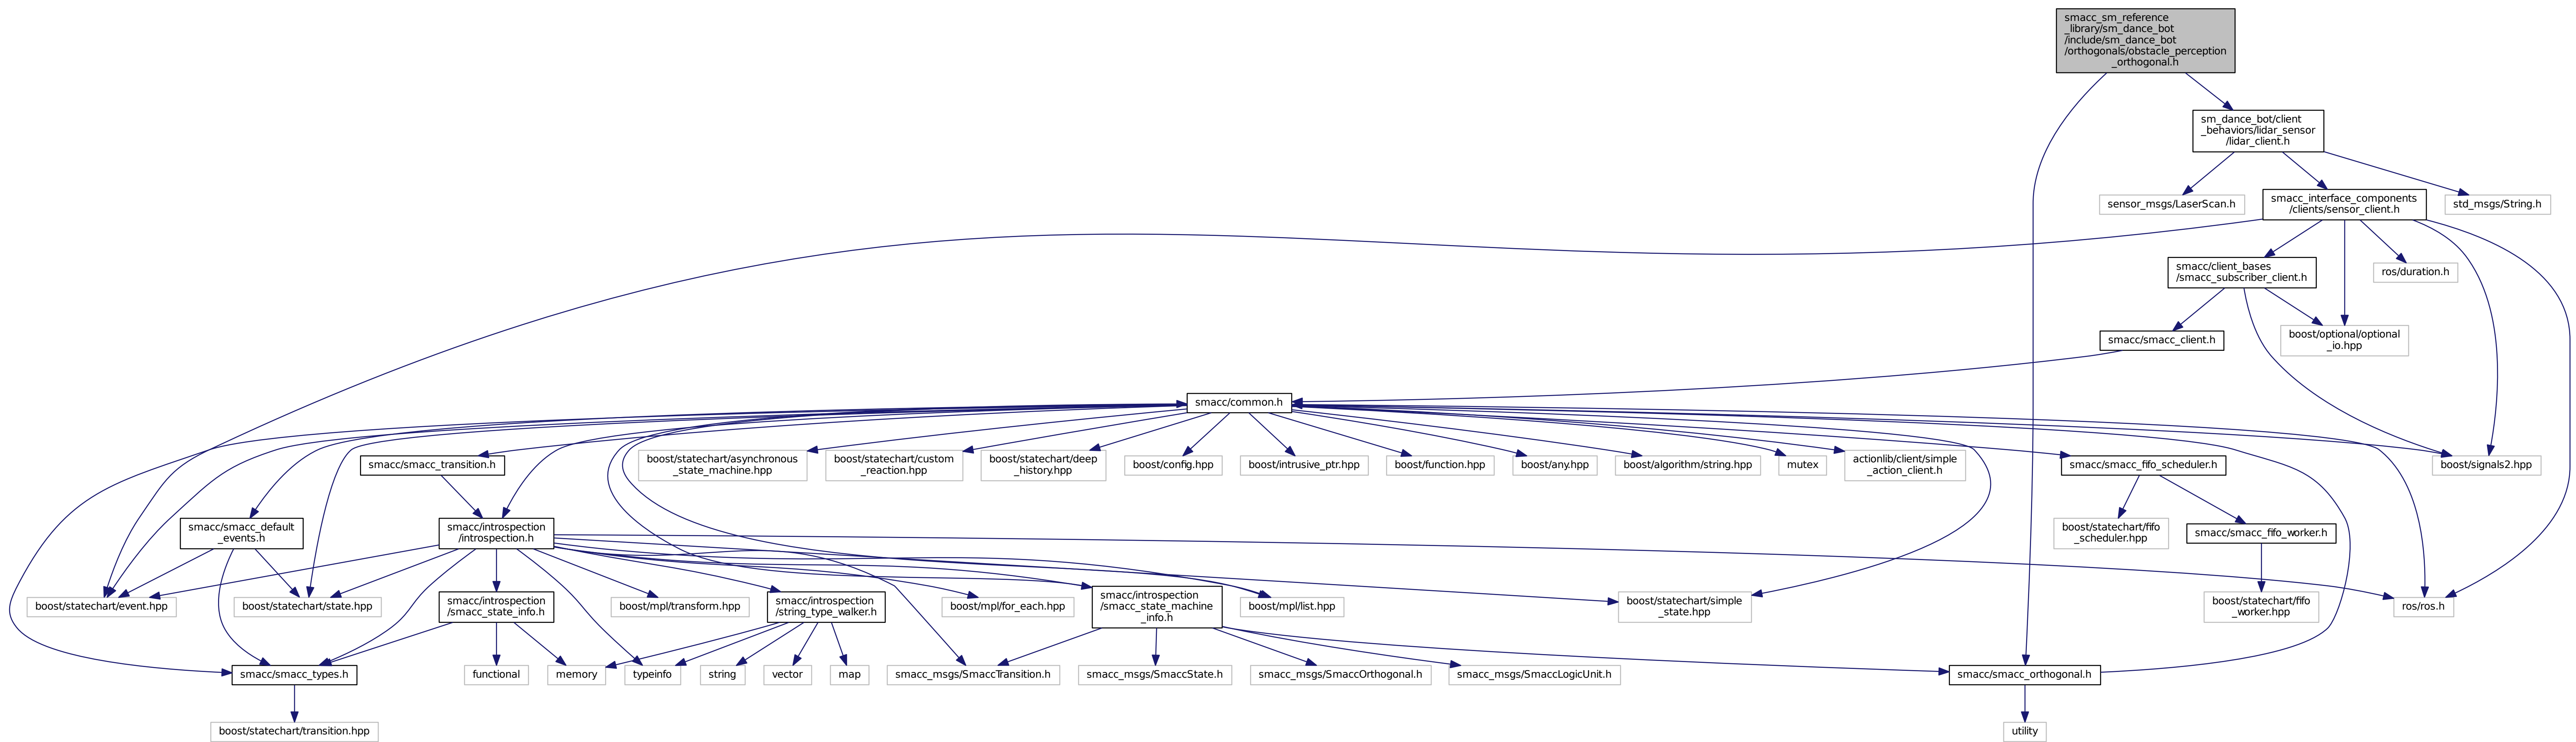 smacc_sm_reference
_library/sm_dance_bot
/include/sm_dance_bot
/orthogonals/obstacle_perception
_orthogonal.h
sm_dance_bot/client
_behaviors/lidar_sensor
/lidar_client.h
sensor_msgs/LaserScan.h
smacc_interface_components
/clients/sensor_client.h
std_msgs/String.h
smacc/client_bases
/smacc_subscriber_client.h
ros/duration.h
smacc/smacc_client.h
boost/optional/optional
_io.hpp
smacc/common.h
smacc/smacc_transition.h
boost/statechart/asynchronous
_state_machine.hpp
boost/statechart/custom
_reaction.hpp
boost/statechart/deep
_history.hpp
boost/config.hpp
boost/intrusive_ptr.hpp
boost/function.hpp
boost/any.hpp
boost/algorithm/string.hpp
mutex
actionlib/client/simple
_action_client.h
smacc/smacc_fifo_scheduler.h
boost/signals2.hpp
smacc/smacc_default
_events.h
smacc/introspection
/introspection.h
boost/statechart/fifo
_scheduler.hpp
smacc/smacc_fifo_worker.h
boost/statechart/event.hpp
boost/statechart/state.hpp
smacc/introspection
/smacc_state_info.h
boost/mpl/transform.hpp
smacc/introspection
/string_type_walker.h
boost/mpl/for_each.hpp
smacc/introspection
/smacc_state_machine
_info.h
boost/mpl/list.hpp
boost/statechart/simple
_state.hpp
boost/statechart/fifo
_worker.hpp
ros/ros.h
smacc/smacc_types.h
functional
memory
typeinfo
string
vector
map
smacc_msgs/SmaccTransition.h
smacc_msgs/SmaccState.h
smacc_msgs/SmaccOrthogonal.h
smacc_msgs/SmaccLogicUnit.h
smacc/smacc_orthogonal.h
boost/statechart/transition.hpp
utility